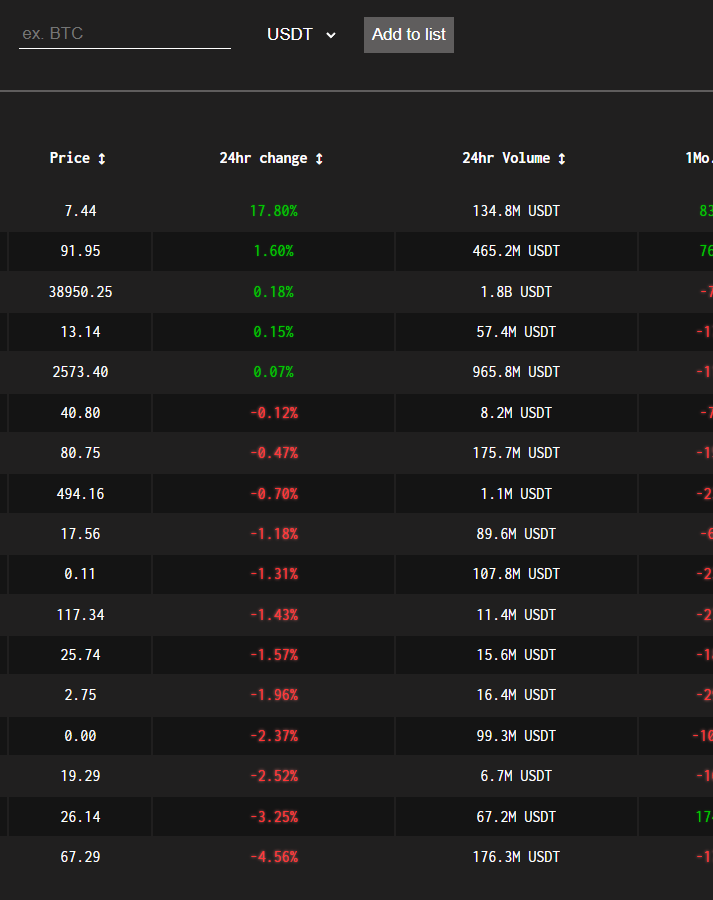 ex. BTC USDT Add to list
Price ↕ 24hr change ↕ 24hr Volume ↕ 1Mo.
7.44 17.80% 134.8M USDT 83
91.95 1.60% 465.2M USDT 76
38950.25 0.18% 1.8B USDT -7
13.14 0.15% 57.4M USDT -1
2573.40 0.07% 965.8M USDT -1
40.80 -0.12% 8.2M USDT -7
80.75 -0.47% 175.7M USDT -1
494.16 -0.70% 1.1M USDT -2
17.56 -1.18% 89.6M USDT -6
0.11 -1.31% 107.8M USDT -2
117.34 -1.43% 11.4M USDT -2
25.74 -1.57% 15.6M USDT -1
2.75 -1.96% 16.4M USDT -2
0.00 -2.37% 99.3M USDT -10
19.29 -2.52% 6.7M USDT -1
26.14 -3.25% 67.2M USDT 17
67.29 -4.56% 176.3M USDT -1